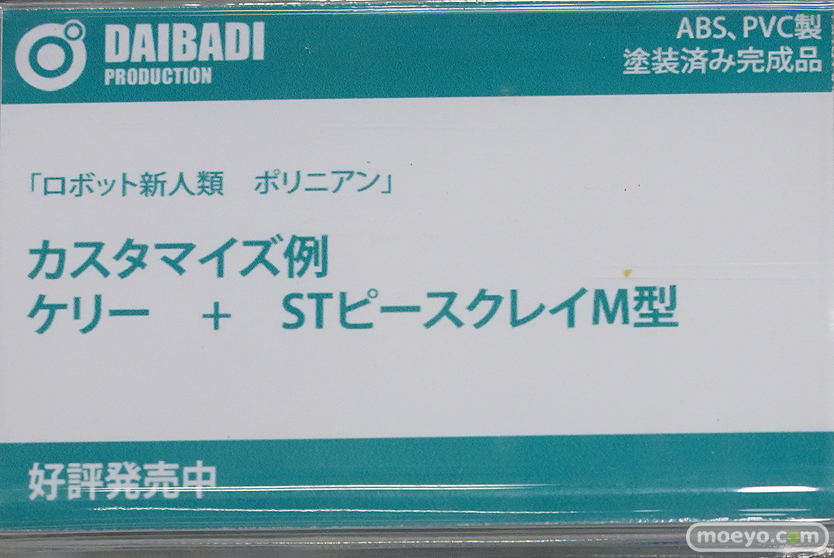 DAIBADI
PRODUCTION
ABS、PVC製
塗装済み完成品
「ロボット新人類　ポリニアン」
カスタマイズ例
ケリー　＋　STピースクレイM型
好評発売中
moeyo.com